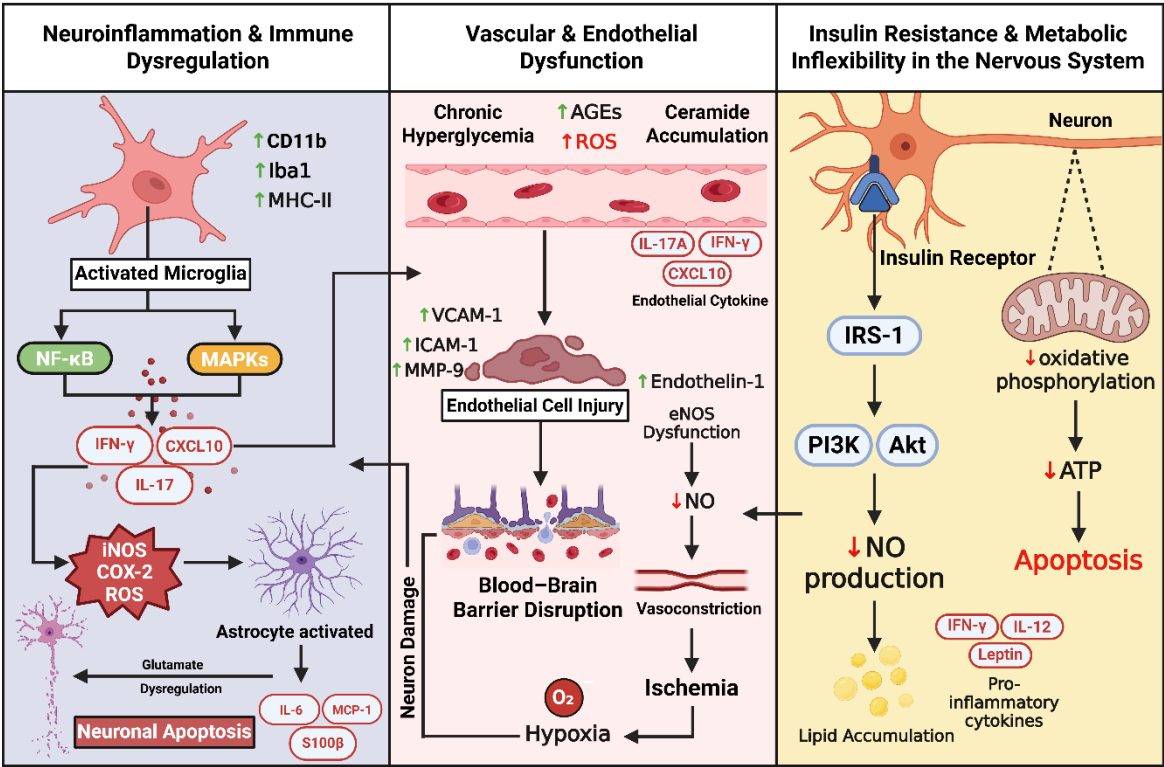 Neuroinflammation & Immune
Dysregulation
↑CD11b
↑Iba1
↑MHC-II
Activated Microglia
NF-κB
MAPKs
IFN-γ
CXCL10
IL-17
iNOS
COX-2
ROS
Astrocyte activated
Glutamate
Dysregulation
Neuronal Apoptosis
IL-6
MCP-1
S100β
Vascular & Endothelial
Dysfunction
Chronic
Hyperglycemia
↑AGEs
↑ROS
Ceramide
Accumulation
IL-17A
IFN-γ
CXCL10
Endothelial Cytokine
↑VCAM-1
↑ICAM-1
↑MMP-9
Endothelial Cell Injury
↑Endothelin-1
eNOS
Dysfunction
↓NO
Vasoconstriction
Ischemia
Blood–Brain
Barrier Disruption
Neuron Damage
O₂
Hypoxia
Insulin Resistance & Metabolic
Inflexibility in the Nervous System
Neuron
Insulin Receptor
IRS-1
PI3K
Akt
↓NO
production
Lipid Accumulation
↓oxidative
phosphorylation
↓ATP
Apoptosis
IFN-γ
IL-12
Leptin
Pro-
inflammatory
cytokines